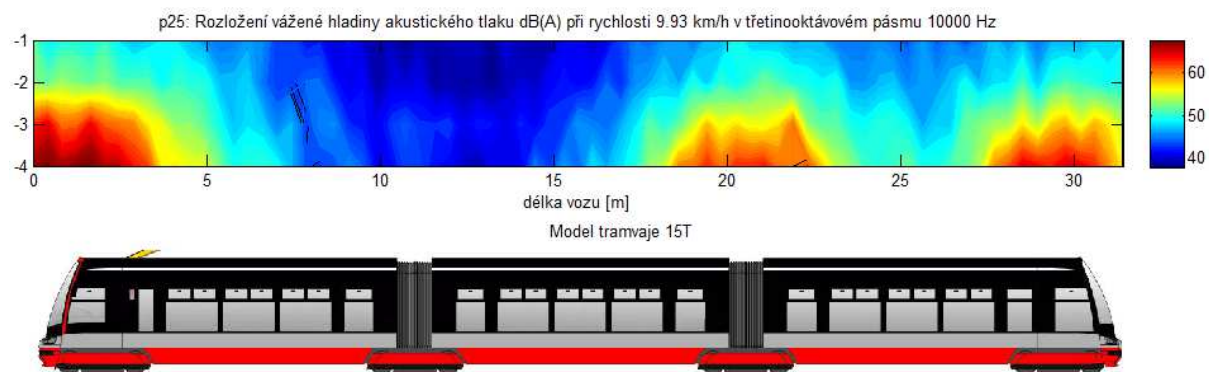 p25: Rozložení vážené hladiny akustického tlaku dB(A) při rychlosti 9.93 km/h v třetinooktávovém pásmu 10000 Hz
-1
-2
-3
-4
0 5 10 15 20 25 30
60
50
40
délka vozu [m]
Model tramvaje 15T